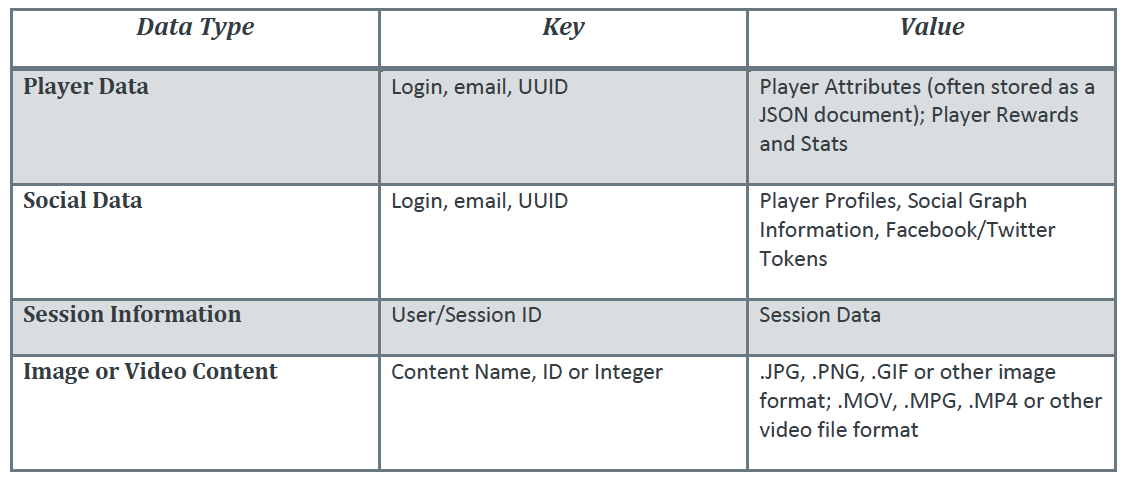 Data Type Key Value
Player Data Login, email, UUID Player Attributes (often stored as a
JSON document); Player Rewards
and Stats
Social Data Login, email, UUID Player Profiles, Social Graph
Information, Facebook/Twitter
Tokens
Session Information User/Session ID Session Data
Image or Video Content Content Name, ID or Integer .JPG, .PNG, .GIF or other image
format; .MOV, .MPG, .MP4 or other
video file format